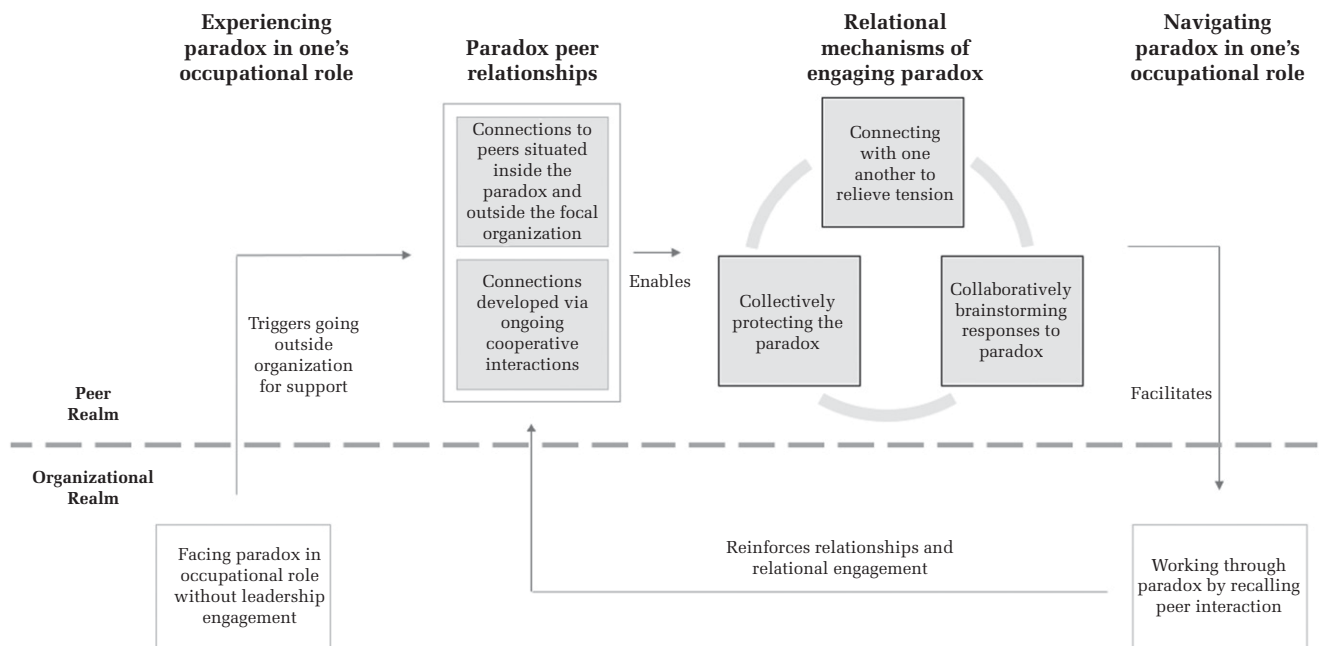 Experiencing
paradox in one's
occupational role
Paradox peer
relationships
Relational
mechanisms of
engaging paradox
Navigating
paradox in one's
occupational role
Connections to
peers situated
inside the
paradox and
outside the focal
organization
Connections
developed via
ongoing
cooperative
interactions
Triggers going
outside
organization
for support
Enables
Connecting
with one
another to
relieve tension
Collectively
protecting the
paradox
Collaboratively
brainstorming
responses to
paradox
Facilitates
Peer
Realm
Organizational
Realm
Facing paradox in
occupational role
without leadership
engagement
Reinforces relationships and
relational engagement
Working through
paradox by recalling
peer interaction